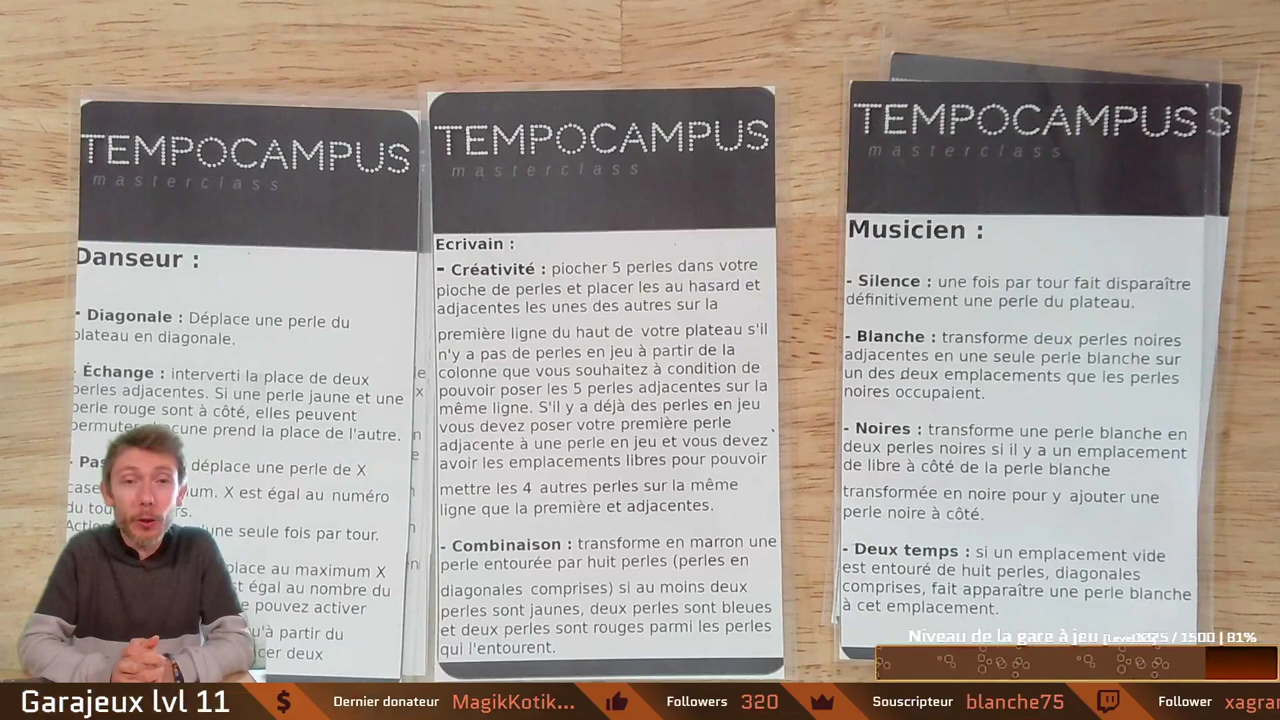 TEMPOCAMPUS
masterclass
Danseur :
- Diagonale : Déplace une perle du
plateau en diagonale.
- Échange : interverti la place de deux
perles adjacentes. Si une perle jaune et une
perle rouge sont à côté, elles peuvent
permuter chacune prend la place de l'autre.
déplace une perle de X
X est égal au numéro
du
une seule fois par tour.
au maximum X
est égal au nombre du
pouvez activer
qu'à partir du
deux
TEMPOCAMPUS
masterclass
Ecrivain :
- Créativité : piocher 5 perles dans votre
pioche de perles et placer les au hasard et
adjacentes les unes des autres sur la
première ligne du haut de votre plateau s'il
n'y a pas de perles en jeu à partir de la
colonne que vous souhaitez à condition de
pouvoir poser les 5 perles adjacentes sur la
même ligne. S'il y a déjà des perles en jeu
vous devez poser votre première perle
adjacente à une perle en jeu et vous devez
avoir les emplacements libres pour pouvoir
mettre les 4 autres perles sur la même
ligne que la première et adjacentes.
- Combinaison : transforme en marron une
perle entourée par huit perles (perles en
diagonales comprises) si au moins deux
perles sont jaunes, deux perles sont bleues
et deux perles sont rouges parmi les perles
qui l'entourent.
TEMPOCAMPUS
masterclass
S
Musicien :
- Silence : une fois par tour fait disparaître
définitivement une perle du plateau.
- Blanche : transforme deux perles noires
adjacentes en une seule perle blanche sur
un des deux emplacements que les perles
noires occupaient.
- Noires : transforme une perle blanche en
deux perles noires si il y a un emplacement
de libre à côté de la perle blanche
transformée en noire pour y ajouter une
perle noire à côté.
- Deux temps : si un emplacement vide
est entouré de huit perles, diagonales
comprises, fait apparaître une perle blanche
à cet emplacement.
Niveau de la gare à jeu / 1500 | 81%
Garajeux lvl 11
Dernier donateur MagikKotik...
Followers 320
Souscripteur blanche75
Follower xagra